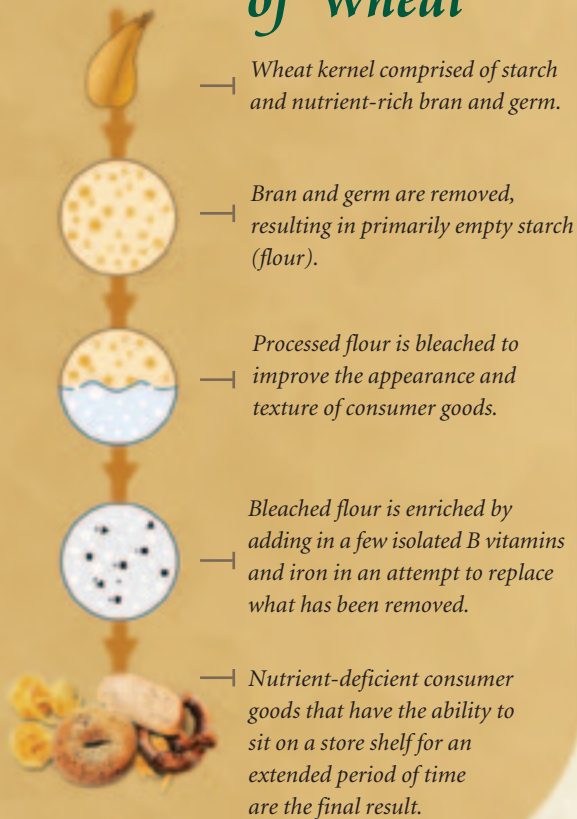 of Wheat
Wheat kernel comprised of starch
and nutrient-rich bran and germ.
Bran and germ are removed,
resulting in primarily empty starch
(flour).
Processed flour is bleached to
improve the appearance and
texture of consumer goods.
Bleached flour is enriched by
adding in a few isolated B vitamins
and iron in an attempt to replace
what has been removed.
Nutrient-deficient consumer
goods that have the ability to
sit on a store shelf for an
extended period of time
are the final result.